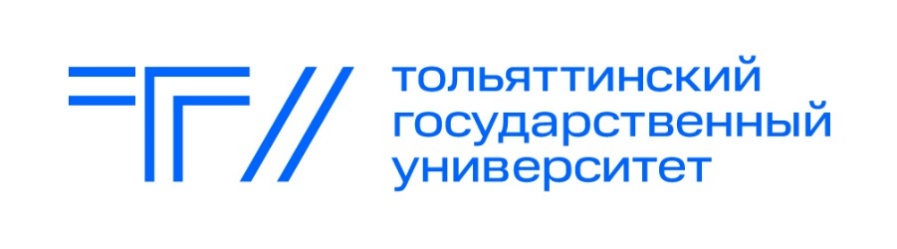 тольяттинский
государственный
университет